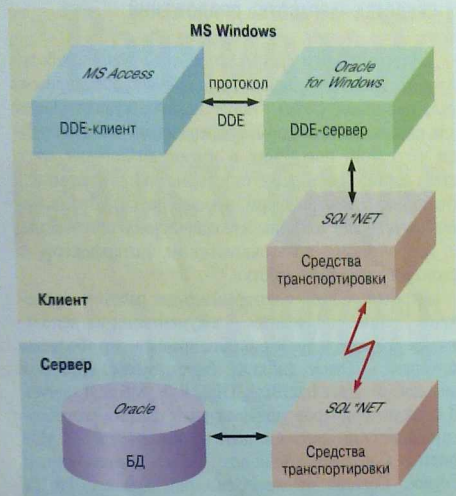 MS Windows
MS Access
DDE-клиент
протокол
DDE
Oracle
for Windows
DDE-сервер
SQL*NET
Средства
транспортировки
Клиент
Сервер
Oracle
БД
SQL*NET
Средства
транспортировки